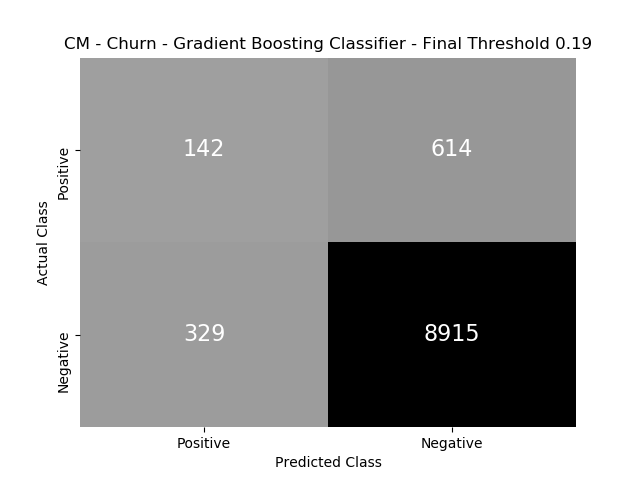 CM - Churn - Gradient Boosting Classifier - Final Threshold 0.19
Actual Class
Positive
142
614
Negative
329
8915
Positive
Negative
Predicted Class